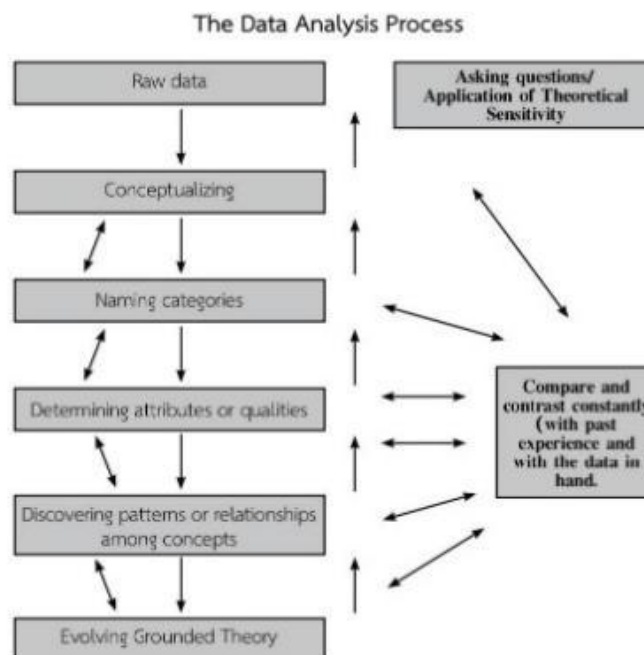 The Data Analysis Process
Raw data
Asking questions/
Application of Theoretical
Sensitivity
Conceptualizing
Naming categories
Determining attributes or qualities
Compare and
contrast constantly
(with past
experience and
with the data in
hand.
Discovering patterns or relationships
among concepts
Evolving Grounded Theory